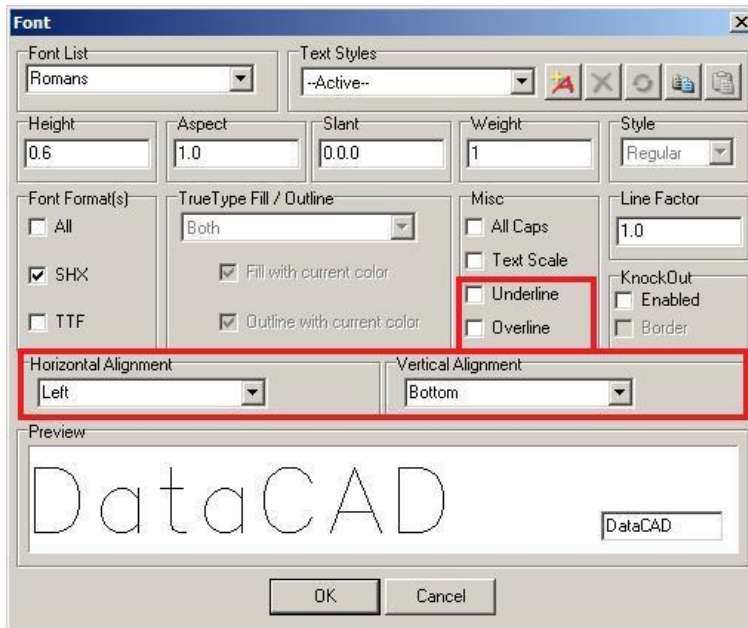 Font
Font List
Text Styles
Romans
--Active--
Height
Aspect
Slant
Weight
Style
0.6
1.0
0.0.0
1
Regular
Font Format(s)
TrueType Fill / Outline
Misc
Line Factor
All
Both
All Caps
1.0
SHX
Fill with current color
Text Scale
KnockOut
Underline
Enabled
TTF
Outline with current color
Overline
Border
Horizontal Alignment
Vertical Alignment
Left
Bottom
Preview
DataCAD
DataCAD
OK
Cancel